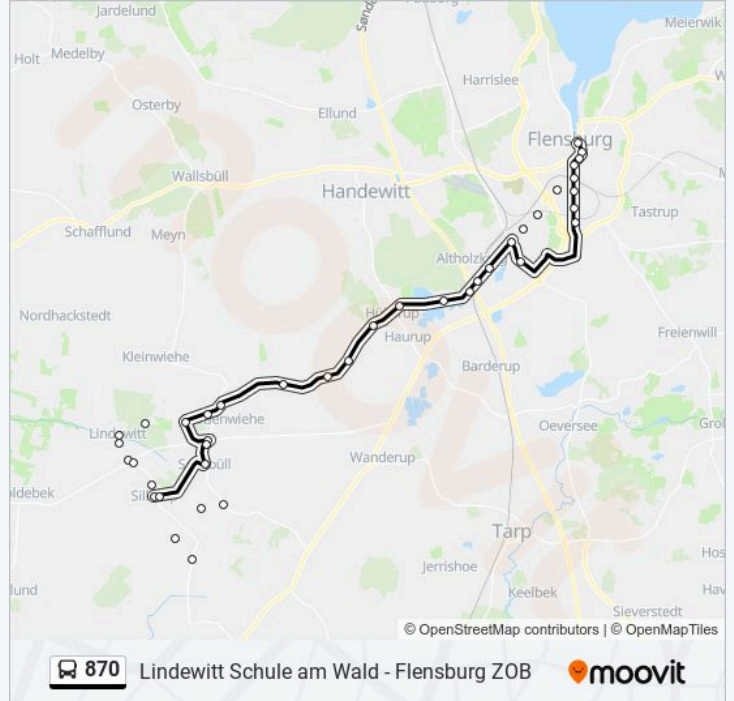 Jardelund
Meierwik
Holt
Medelby
Harrislee
Osterby
Ellund
Flensburg
Wallsbüll
Handewitt
Tastrup
Schafflund
Meyn
Nordhackstedt
Haurup
Freienwill
Kleinwiehe
Barderup
Oeversee
Lindewitt
Wanderup
Tarp
Jerrishoe
Keelbek
Sieverstedt
© OpenStreetMap contributors | © OpenMapTiles
870 Lindewitt Schule am Wald - Flensburg ZOB moovit